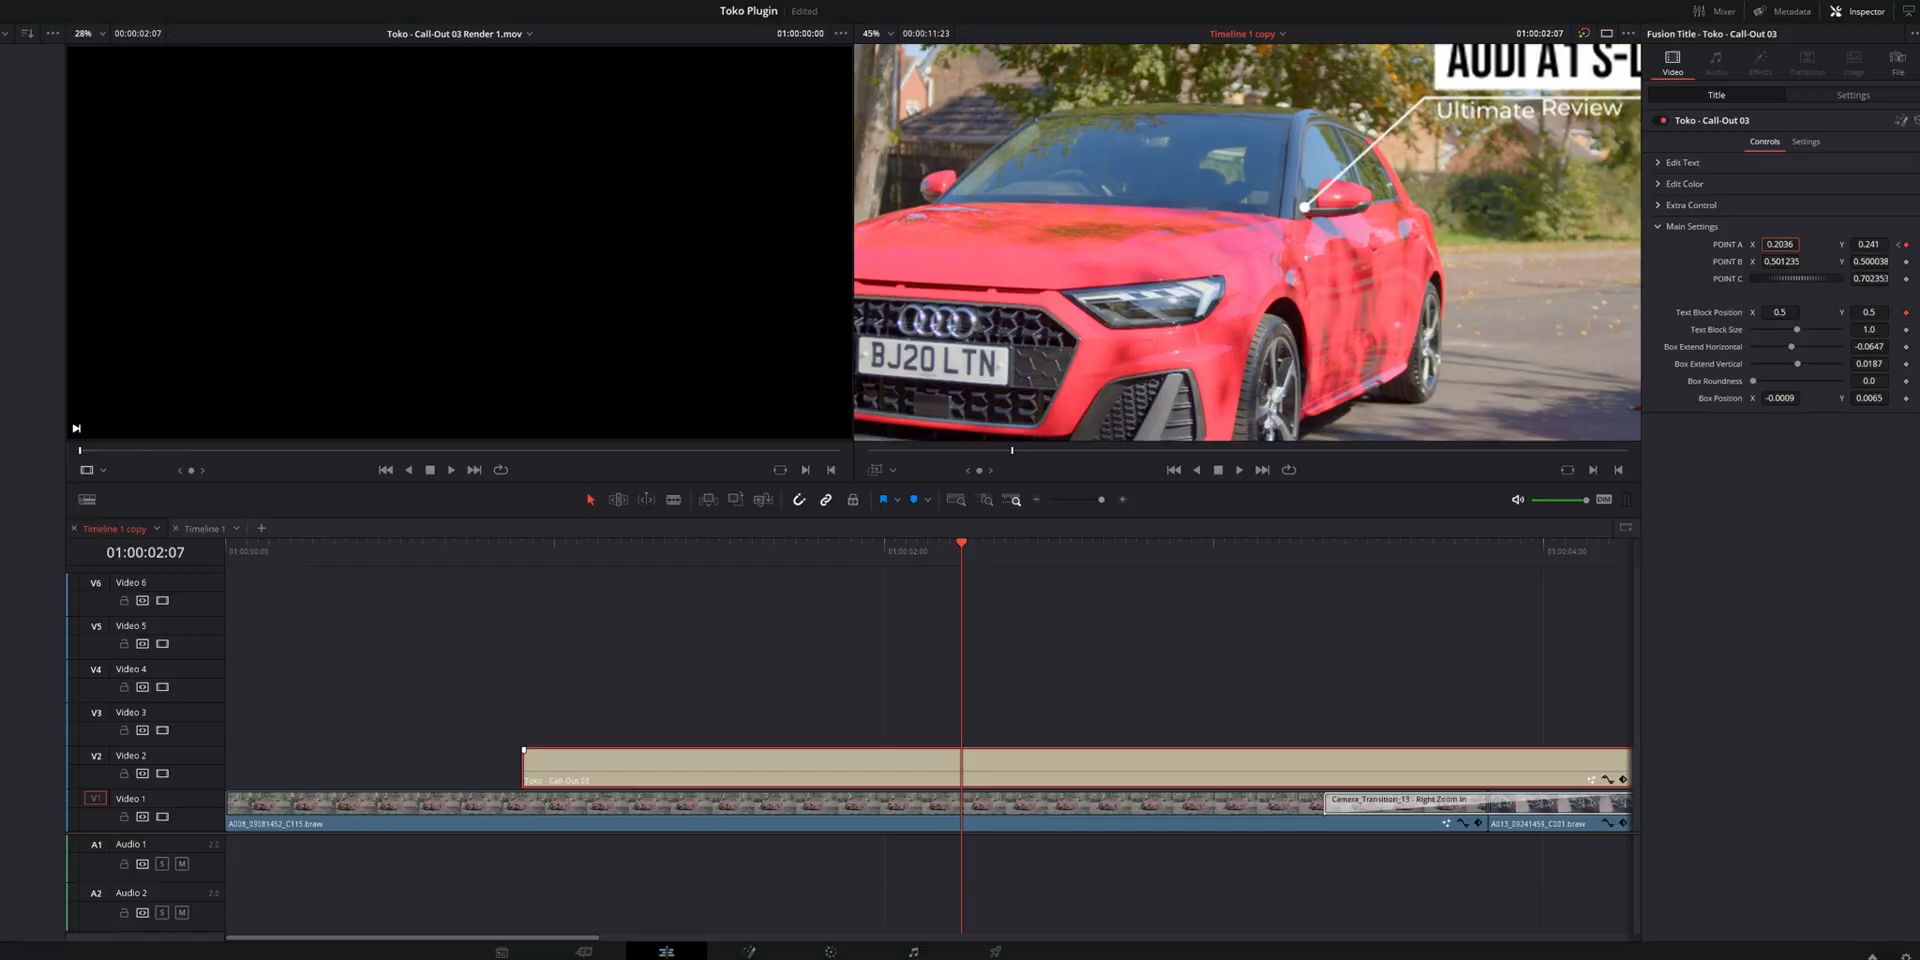 Toko Plugin Edited
Mixer Metadata Inspector
28% 00:00:02:07 Toko - Call-Out 03 Render 1.mov 01:00:00:00
45% 00:00:11:23 Timeline 1 copy 01:00:02:07
Fusion Title - Toko - Call-Out 03
Video Audio Effects Transition Image File
Title Settings
Toko - Call-Out 03
Controls Settings
Edit Text
Edit Color
Extra Control
Main Settings
POINT A X 0.2036 Y 0.241
POINT B X 0.501235 Y 0.500038
POINT C 0.702353
Text Block Position X 0.5 Y 0.5
Text Block Size 1.0
Box Extend Horizontal -0.0647
Box Extend Vertical 0.0187
Box Roundness 0.0
Box Position X -0.0009 Y 0.0065
AUDI A1 S-L
Ultimate Review
BJ20 LTN
DIM
Timeline 1 copy Timeline 1
01:00:02:07 01:00:00:00 01:00:02:00 01:00:04:00
V6 Video 6
V5 Video 5
V4 Video 4
V3 Video 3
V2 Video 2
Toko - Call-Out 03
V1 Video 1
Camera_Transition_13 - Right Zoom In
A008_09081452_C115.braw A013_09241459_C001.braw
A1 Audio 1 2.0
S M
A2 Audio 2 2.0
S M